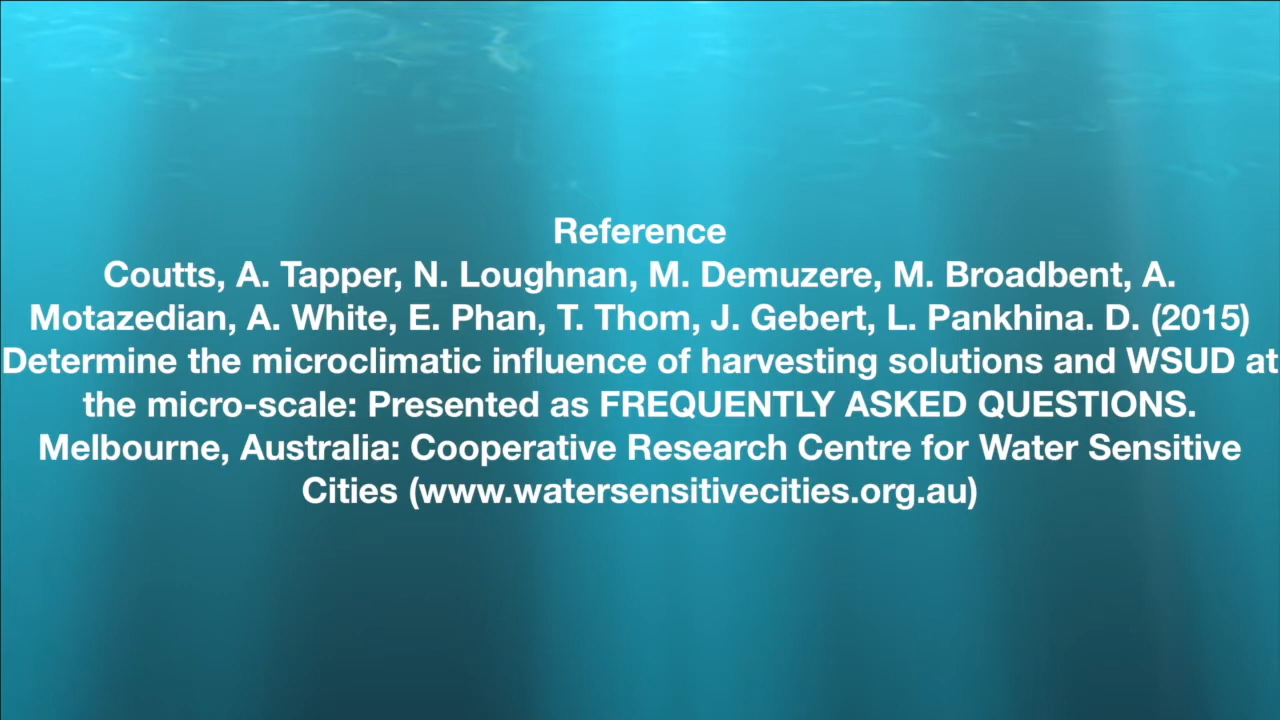 Reference
Coutts, A. Tapper, N. Loughnan, M. Demuzere, M. Broadbent, A.
Motazedian, A. White, E. Phan, T. Thom, J. Gebert, L. Pankhina. D. (2015)
Determine the microclimatic influence of harvesting solutions and WSUD at
the micro-scale: Presented as FREQUENTLY ASKED QUESTIONS.
Melbourne, Australia: Cooperative Research Centre for Water Sensitive
Cities (www.watersensitivecities.org.au)